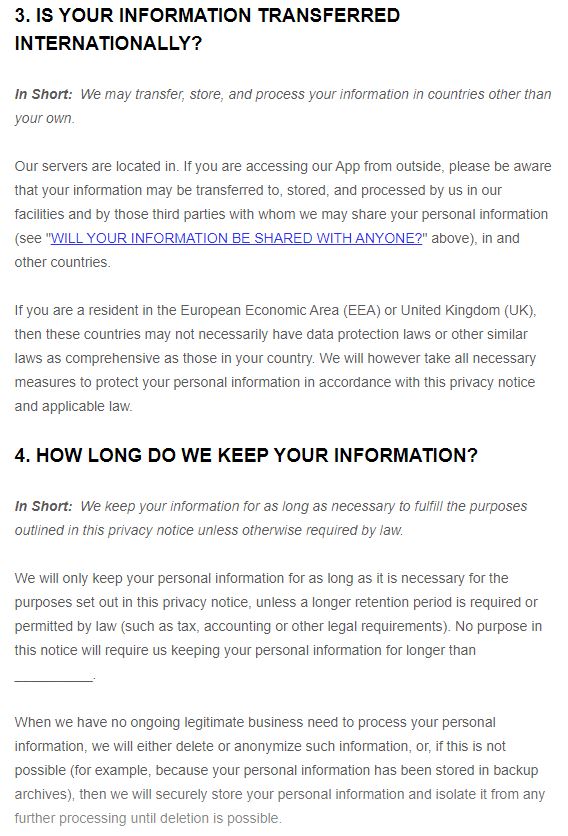 3. IS YOUR INFORMATION TRANSFERRED
INTERNATIONALLY?
In Short:  We may transfer, store, and process your information in countries other than
your own.
Our servers are located in. If you are accessing our App from outside, please be aware
that your information may be transferred to, stored, and processed by us in our
facilities and by those third parties with whom we may share your personal information
(see "WILL YOUR INFORMATION BE SHARED WITH ANYONE?" above), in and
other countries.
If you are a resident in the European Economic Area (EEA) or United Kingdom (UK),
then these countries may not necessarily have data protection laws or other similar
laws as comprehensive as those in your country. We will however take all necessary
measures to protect your personal information in accordance with this privacy notice
and applicable law.
4. HOW LONG DO WE KEEP YOUR INFORMATION?
In Short:  We keep your information for as long as necessary to fulfill the purposes
outlined in this privacy notice unless otherwise required by law.
We will only keep your personal information for as long as it is necessary for the
purposes set out in this privacy notice, unless a longer retention period is required or
permitted by law (such as tax, accounting or other legal requirements). No purpose in
this notice will require us keeping your personal information for longer than
__________.
When we have no ongoing legitimate business need to process your personal
information, we will either delete or anonymize such information, or, if this is not
possible (for example, because your personal information has been stored in backup
archives), then we will securely store your personal information and isolate it from any
further processing until deletion is possible.